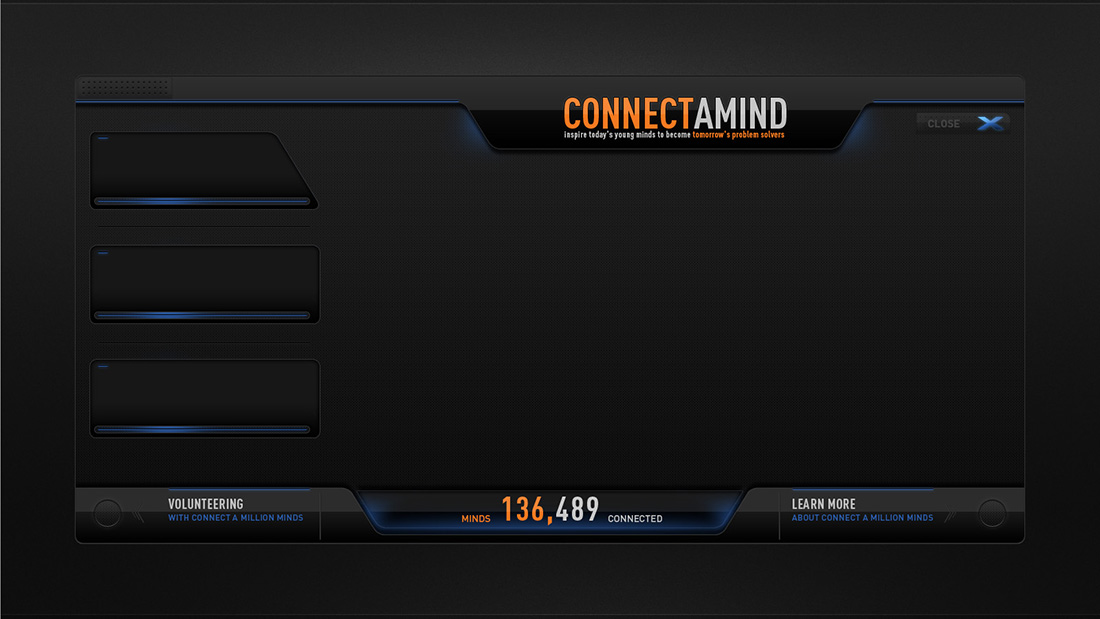 CONNECTAMIND
inspire today's young minds to become tomorrow's problem solvers
CLOSE
VOLUNTEERING
WITH CONNECT A MILLION MINDS
MINDS 136,489 CONNECTED
LEARN MORE
ABOUT CONNECT A MILLION MINDS